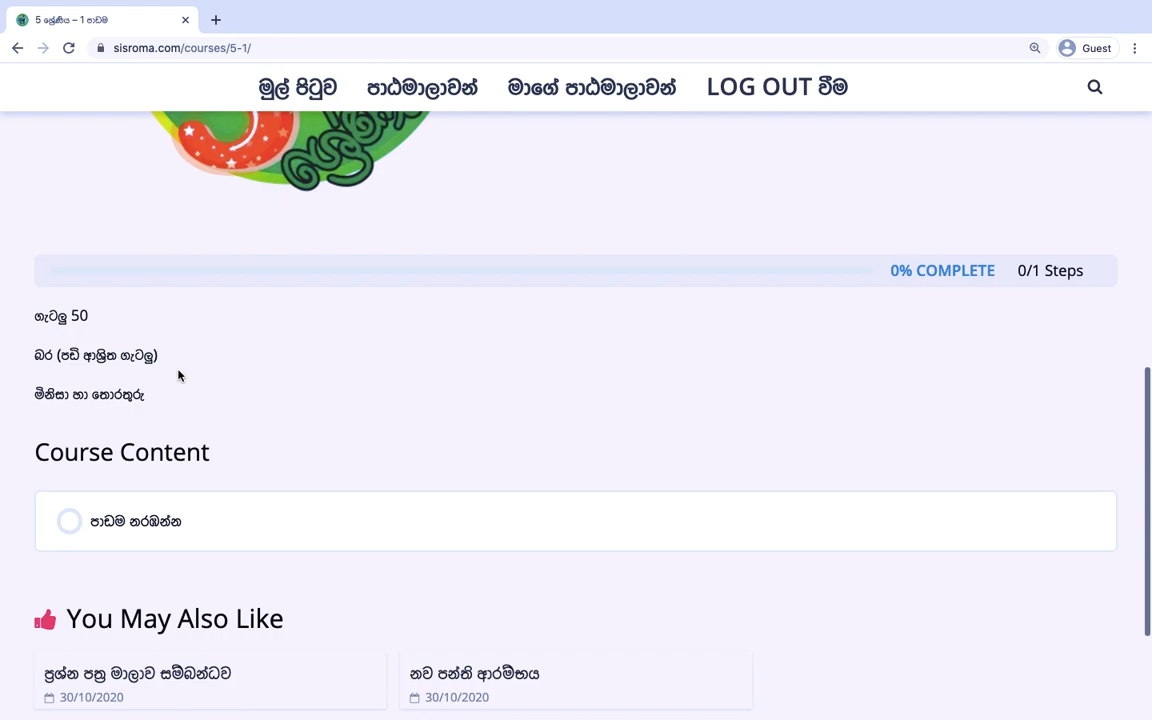 5 ශ්‍රේණිය – 1 පාඩම
sisroma.com/courses/5-1/
Guest
මුල් පිටුව පාඨමාලාවන් මාගේ පාඨමාලාවන් LOG OUT වීම
0% COMPLETE 0/1 Steps
ගැටලු 50
බර (පඩි ආශ්‍රිත ගැටලු)
මිනිසා හා තොරතුරු
Course Content
පාඩම නරඹන්න
You May Also Like
ප්‍රශ්න පත්‍ර මාලාව සම්බන්ධව
30/10/2020
නව පන්ති ආරම්භය
30/10/2020